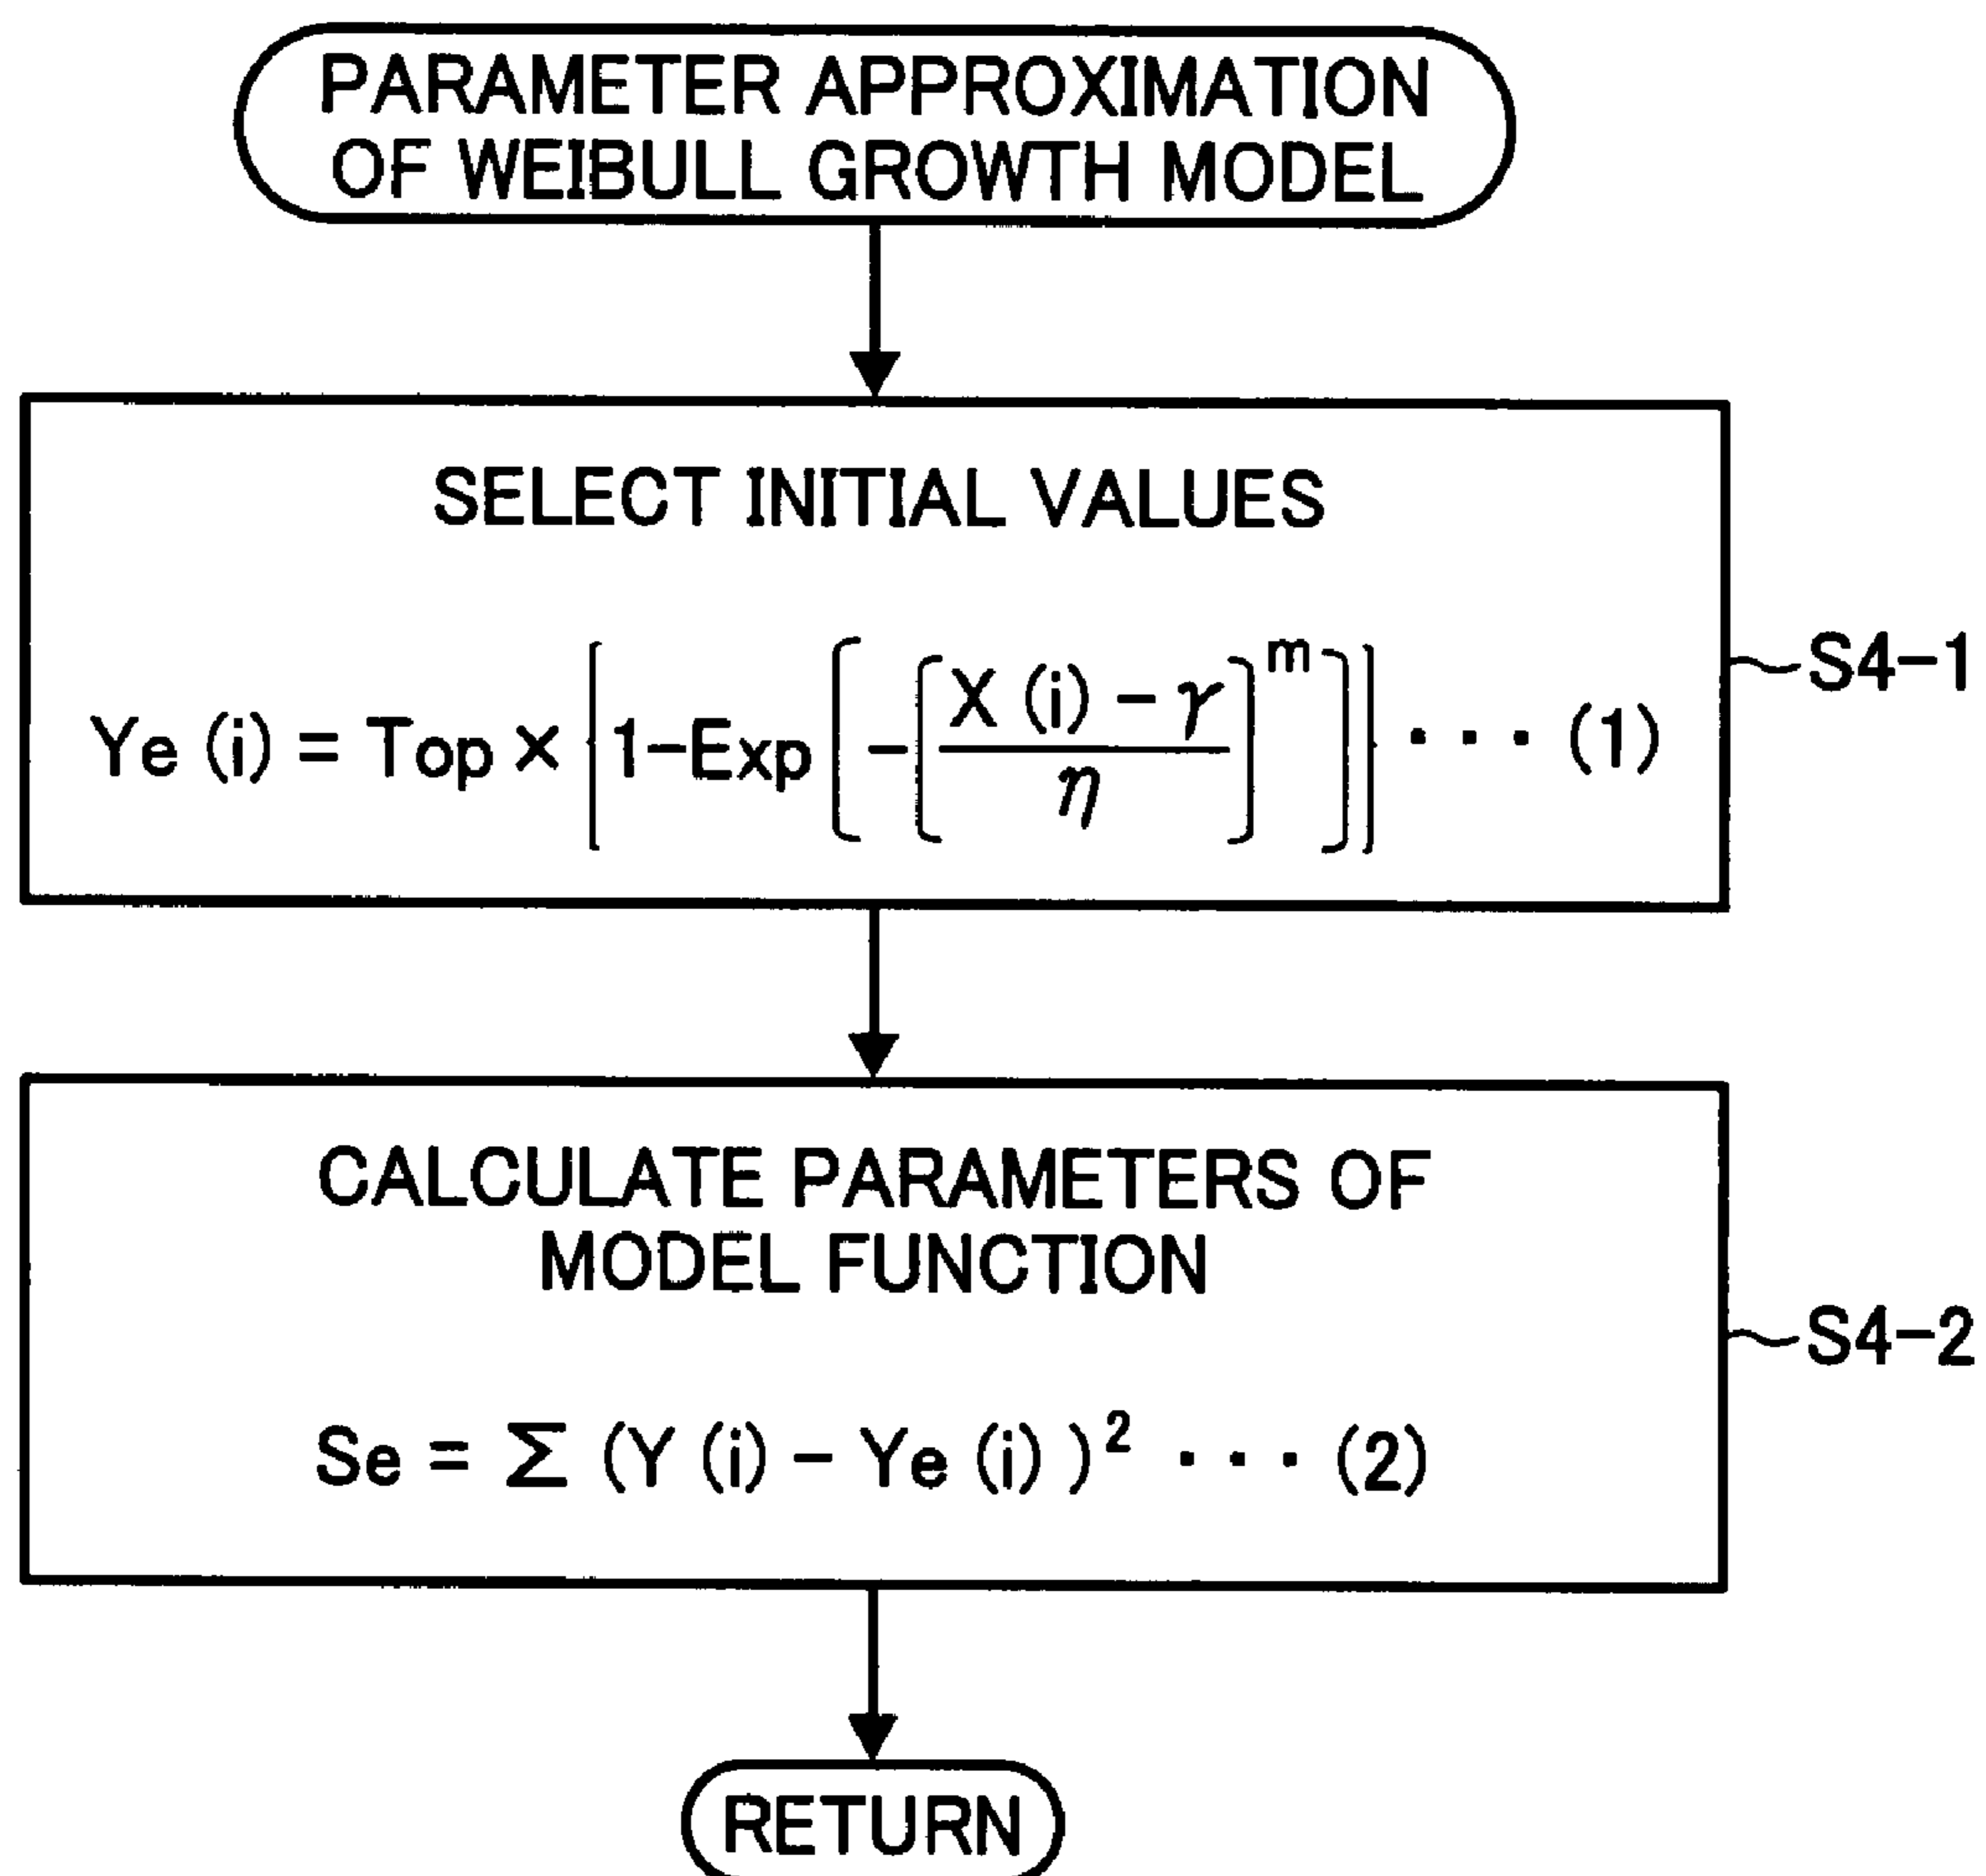 PARAMETER APPROXIMATION
OF WEIBULL GROWTH MODEL
SELECT INITIAL VALUES
Ye (i) = Top × { 1-Exp [ - [ (X (i) - γ) / η ]^m ] } · · · (1)
S4-1
CALCULATE PARAMETERS OF
MODEL FUNCTION
Se = Σ (Y (i) - Ye (i) )² · · · (2)
S4-2
RETURN